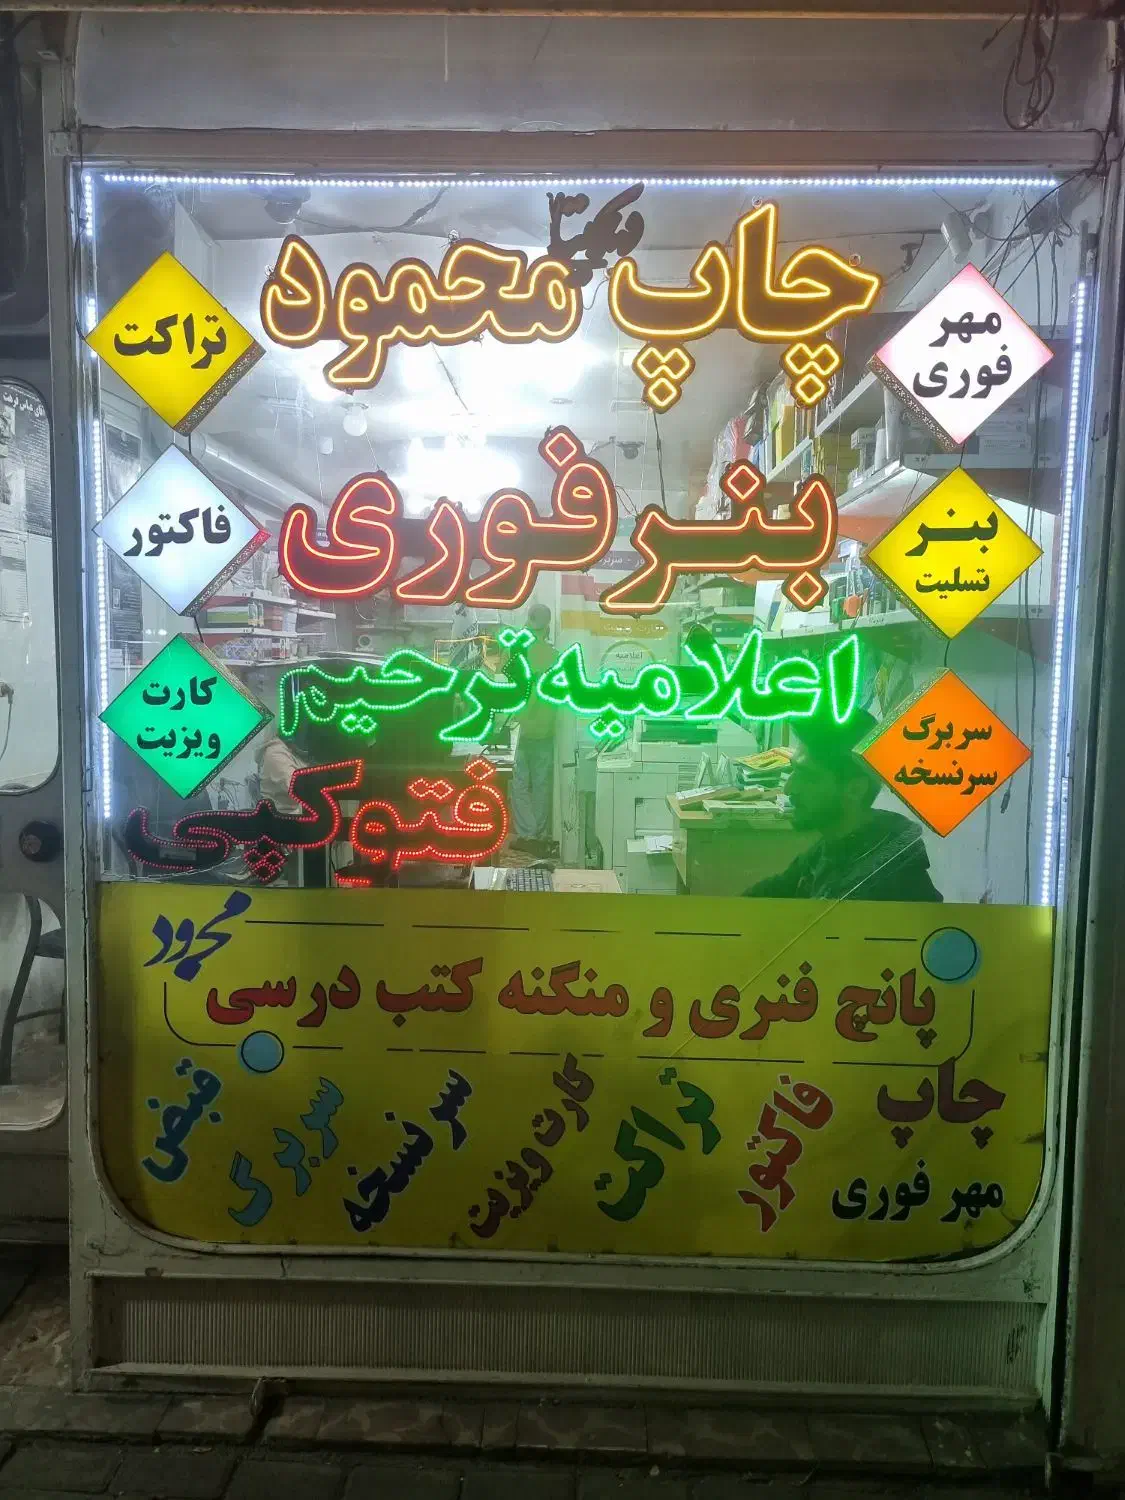 چاپ محمود
بنر فوری
اعلامیه ترحیم
فتوکپی
مهر
فوری
بنر
تسلیت
سربرگ
سرنسخه
تراکت
فاکتور
کارت
ویزیت
محمود
پانچ فنری و منگنه کتب درسی
چاپ
مهر فوری
فاکتور
تراکت
کارت ویزیت
سرنسخه
سربرگ
قبض